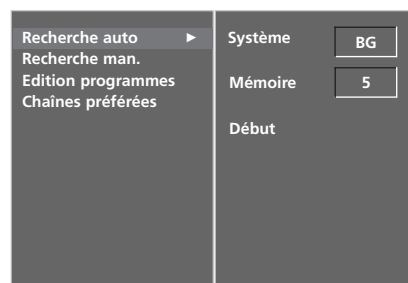 Recherche auto ►
Recherche man.
Edition programmes
Chaînes préférées
Système BG
Mémoire 5
Début